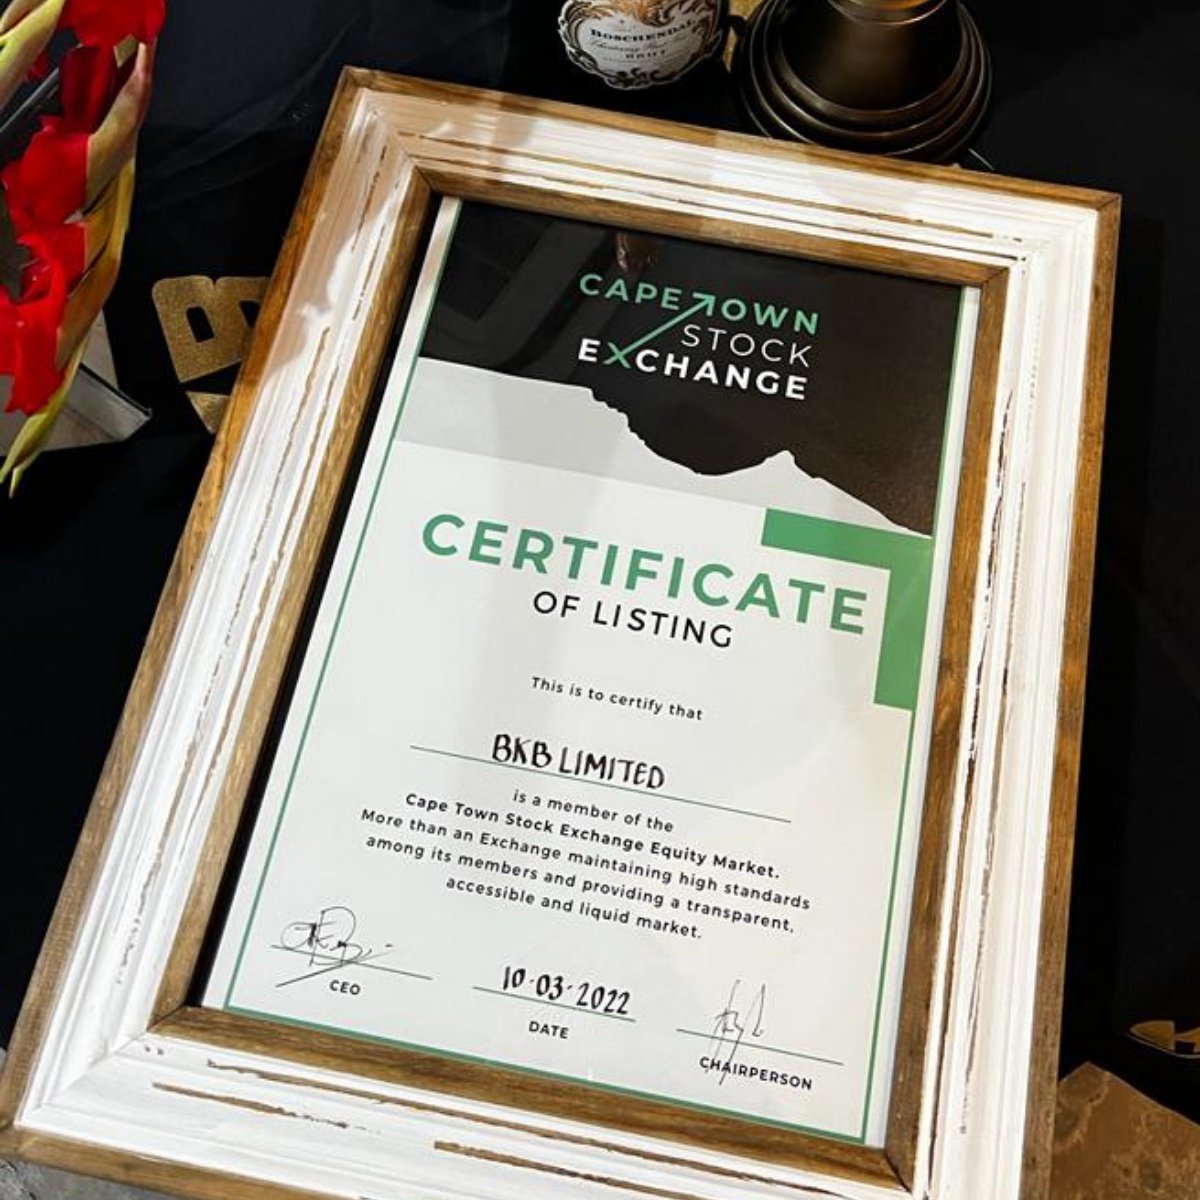 BOSCHENDAL
BRUT
B
CAPE TOWN
STOCK
EXCHANGE
CERTIFICATE
OF LISTING
This is to certify that
BKB LIMITED
is a member of the
Cape Town Stock Exchange Equity Market.
More than an Exchange maintaining high standards
among its members and providing a transparent,
accessible and liquid market.
10-03-2022
CEO
DATE
CHAIRPERSON